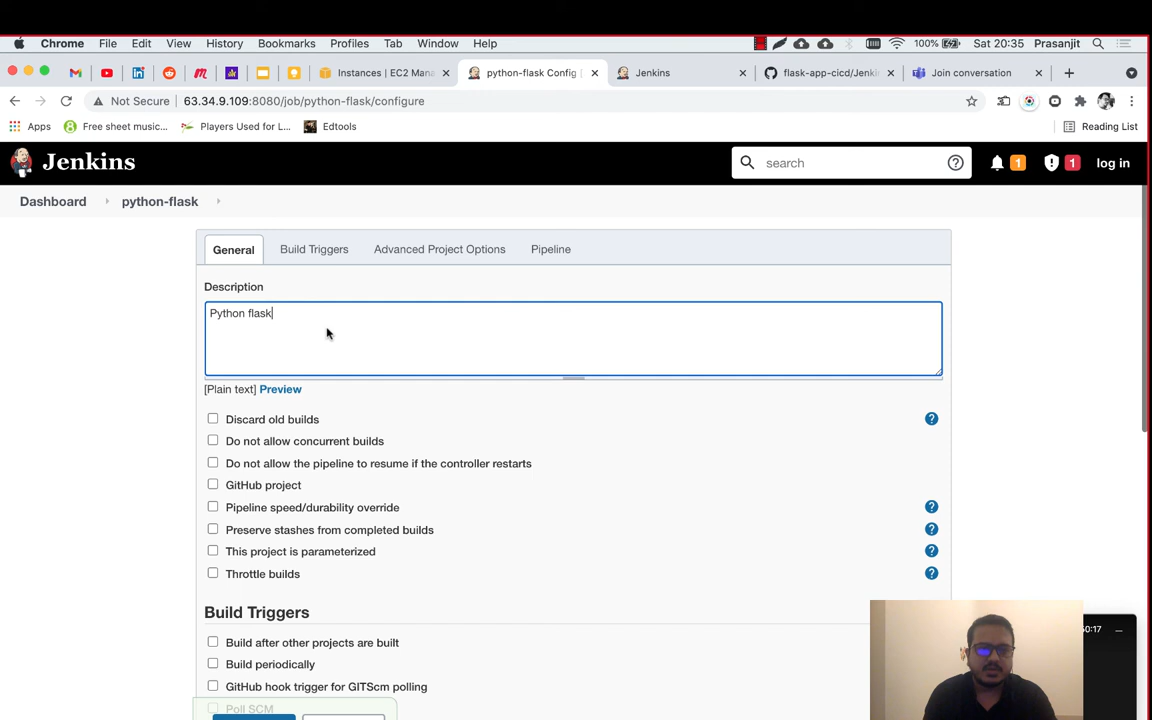 Chrome File Edit View History Bookmarks Profiles Tab Window Help 100% Sat 20:35 Prasanjit
Instances | EC2 Mana × python-flask Config [ × Jenkins × flask-app-cicd/Jenki × Join conversation × +
Not Secure | 63.34.9.109:8080/job/python-flask/configure
Apps Free sheet music... Players Used for L... Edtools Reading List
Jenkins search 1 1 log in
Dashboard python-flask
General Build Triggers Advanced Project Options Pipeline
Description
Python flask
[Plain text] Preview
Discard old builds
Do not allow concurrent builds
Do not allow the pipeline to resume if the controller restarts
GitHub project
Pipeline speed/durability override
Preserve stashes from completed builds
This project is parameterized
Throttle builds
Build Triggers
Build after other projects are built
0:17
Build periodically
GitHub hook trigger for GITScm polling
Poll SCM